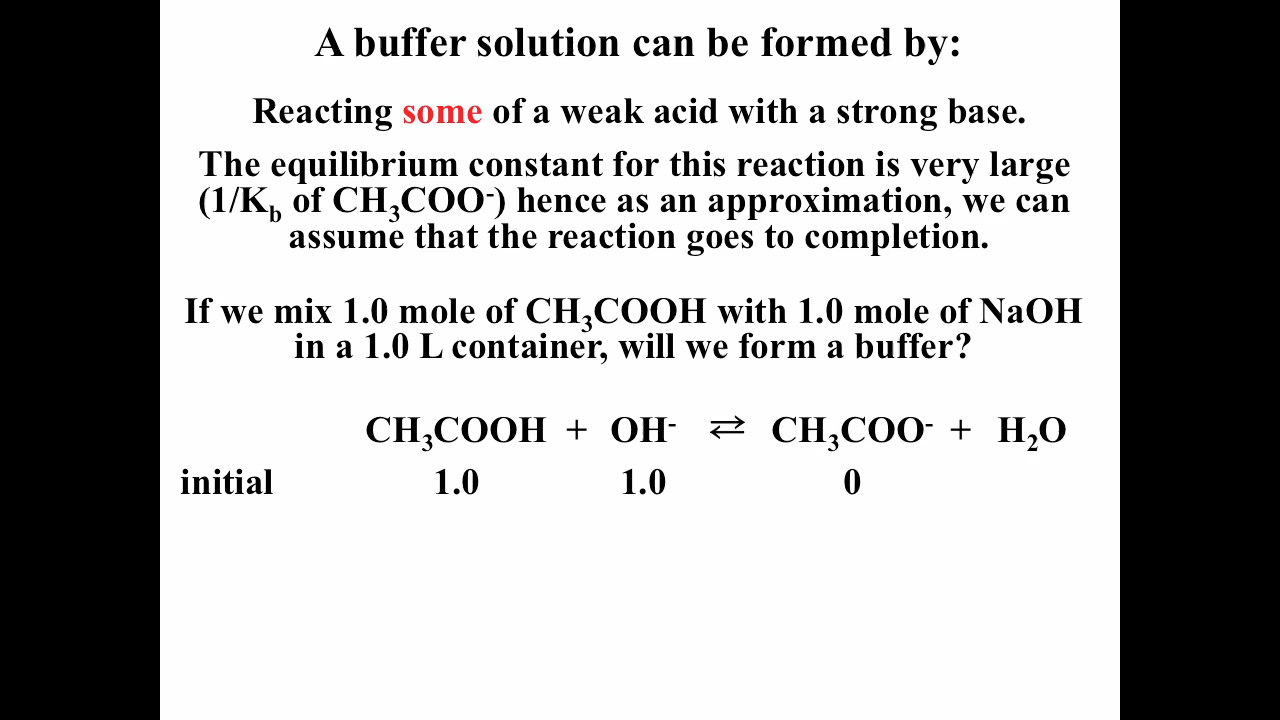 A buffer solution can be formed by:
Reacting some of a weak acid with a strong base.
The equilibrium constant for this reaction is very large
(1/K_b of CH₃COO⁻) hence as an approximation, we can
assume that the reaction goes to completion.
If we mix 1.0 mole of CH₃COOH with 1.0 mole of NaOH
in a 1.0 L container, will we form a buffer?
CH₃COOH + OH⁻ ⇄ CH₃COO⁻ + H₂O
initial 1.0 1.0 0